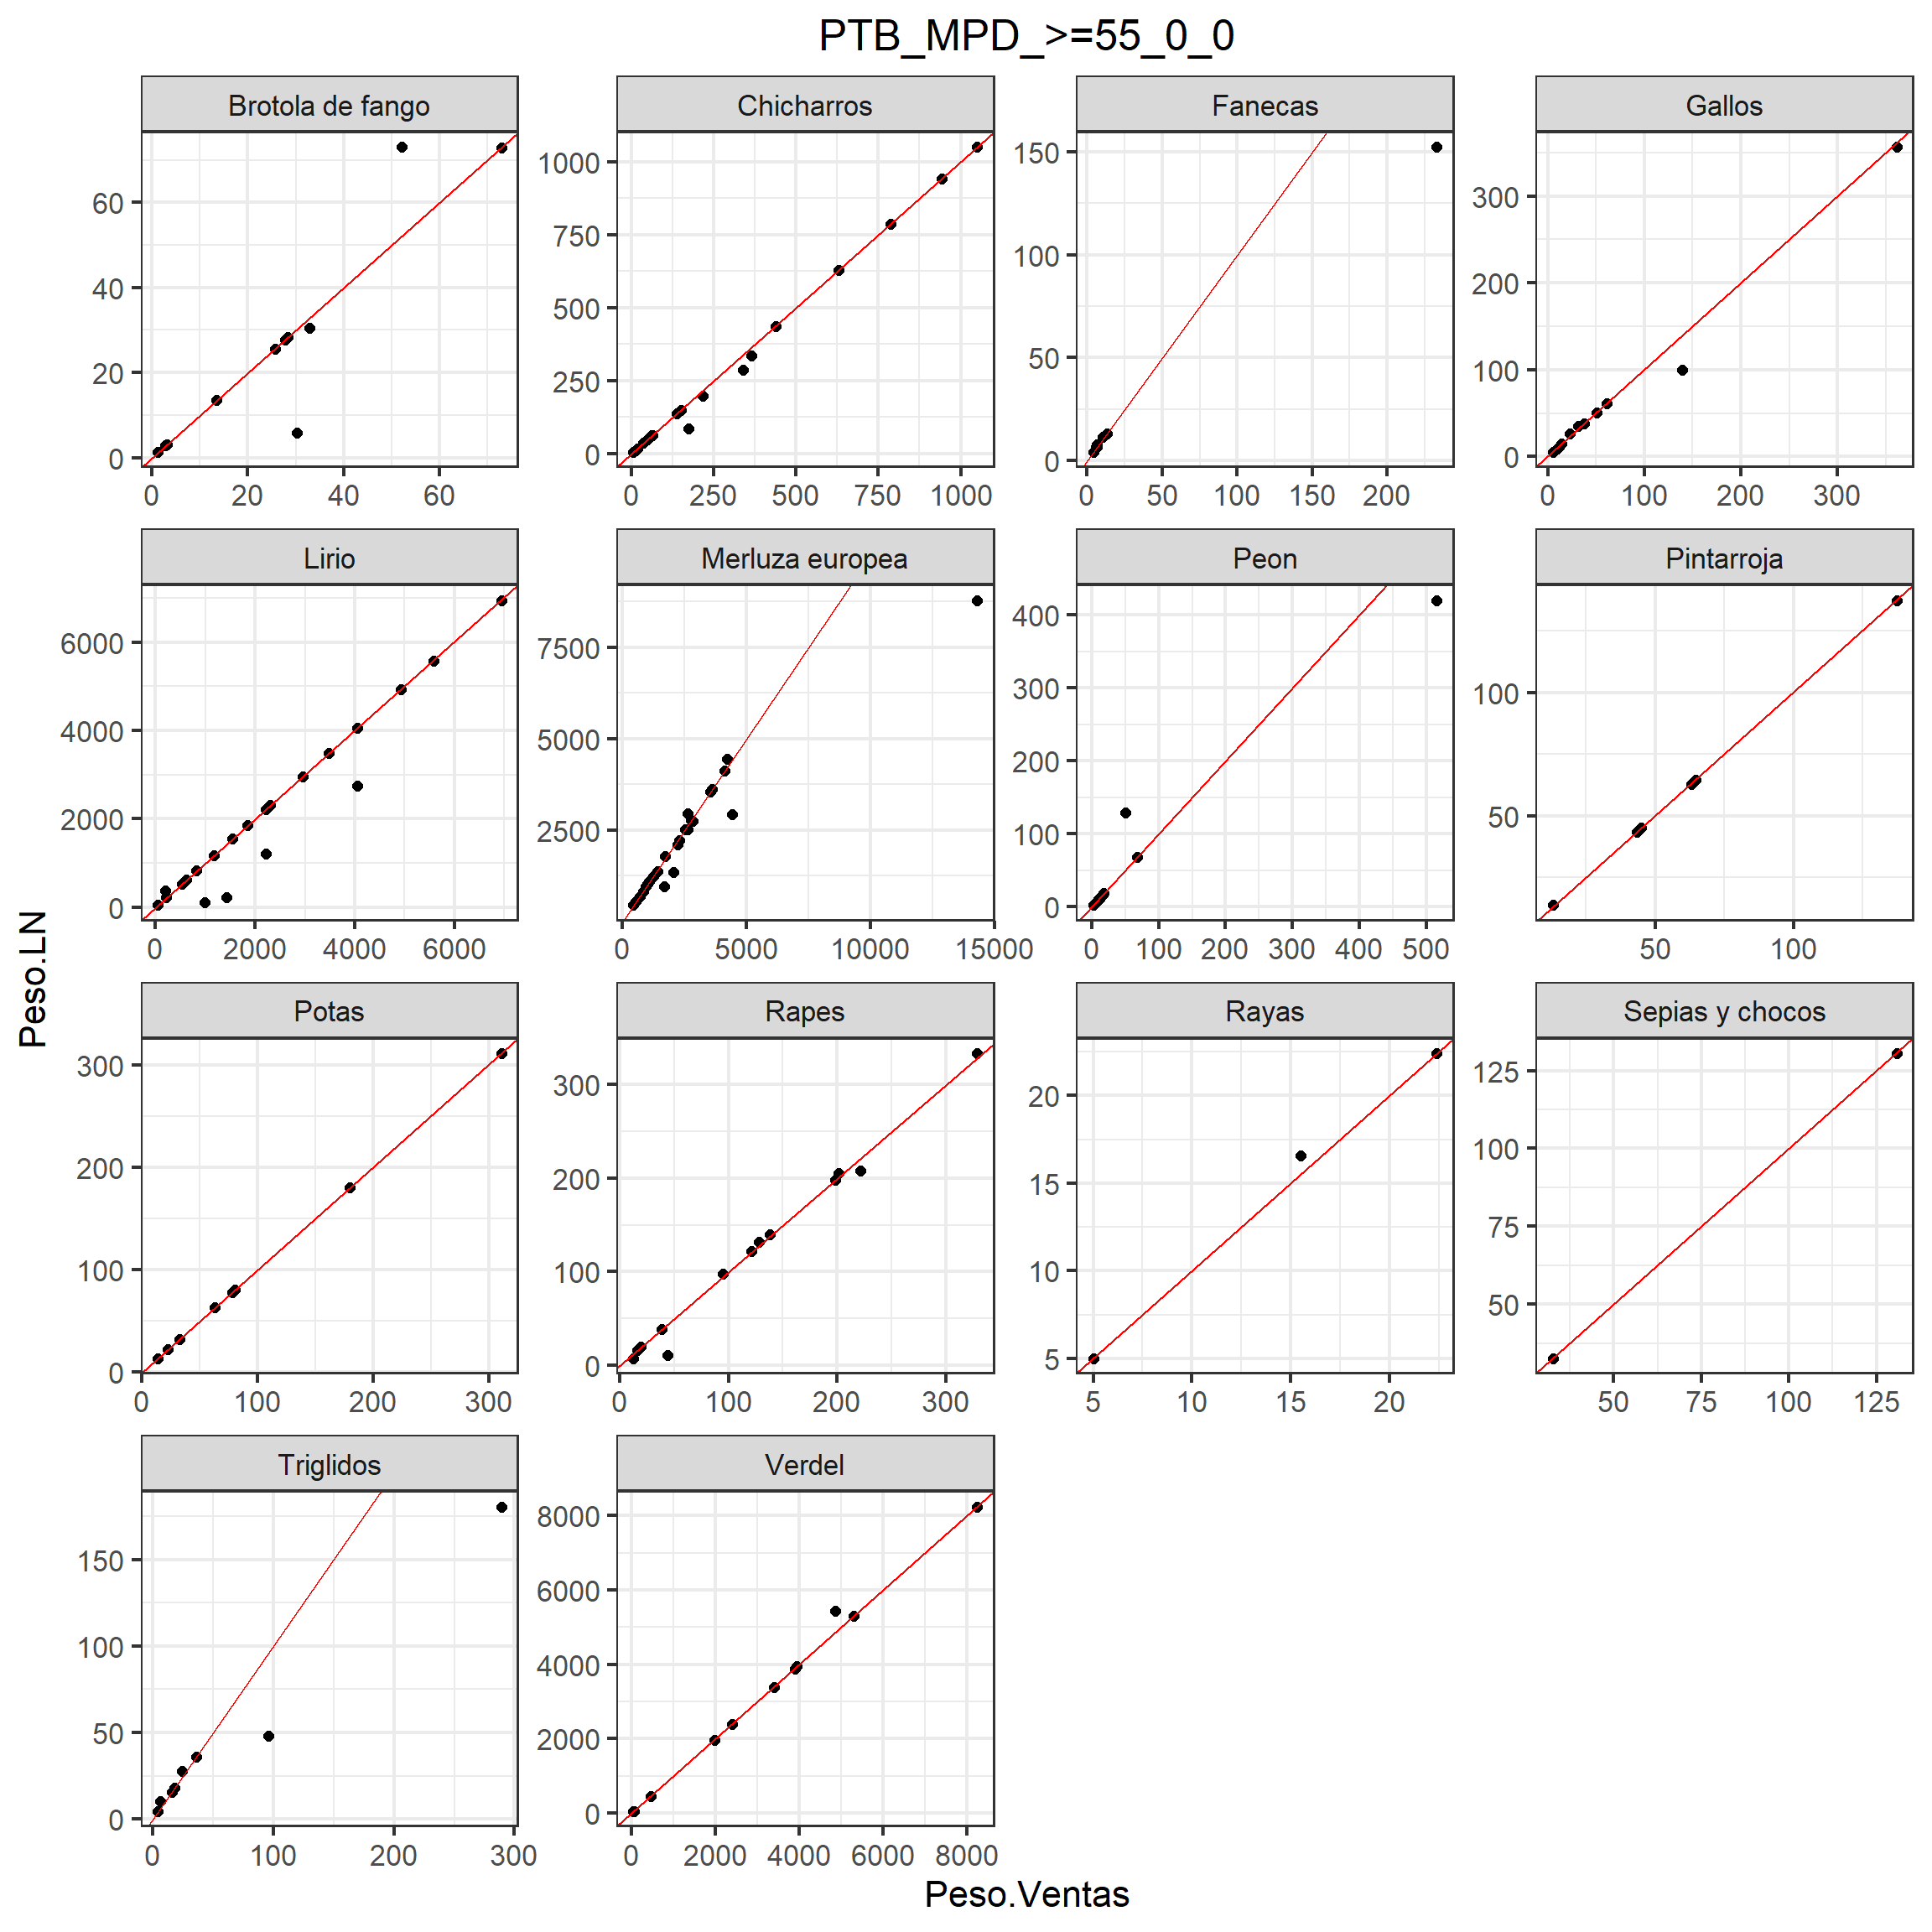 PTB_MPD_>=55_0_0
Brotola de fango
Chicharros
Fanecas
Gallos
60
40
20
0
0 20 40 60
1000
750
500
250
0
0 250 500 750 1000
150
100
50
0
0 50 100 150 200
300
200
100
0
0 100 200 300
Lirio
Merluza europea
Peon
Pintarroja
6000
4000
2000
0
0 2000 4000 6000
7500
5000
2500
0 5000 10000 15000
400
300
200
100
0
0 100 200 300 400 500
100
50
50 100
Peso.LN
Potas
Rapes
Rayas
Sepias y chocos
300
200
100
0
0 100 200 300
300
200
100
0
0 100 200 300
20
15
10
5
5 10 15 20
125
100
75
50
50 75 100 125
Triglidos
Verdel
150
100
50
0
0 100 200 300
8000
6000
4000
2000
0
0 2000 4000 6000 8000
Peso.Ventas